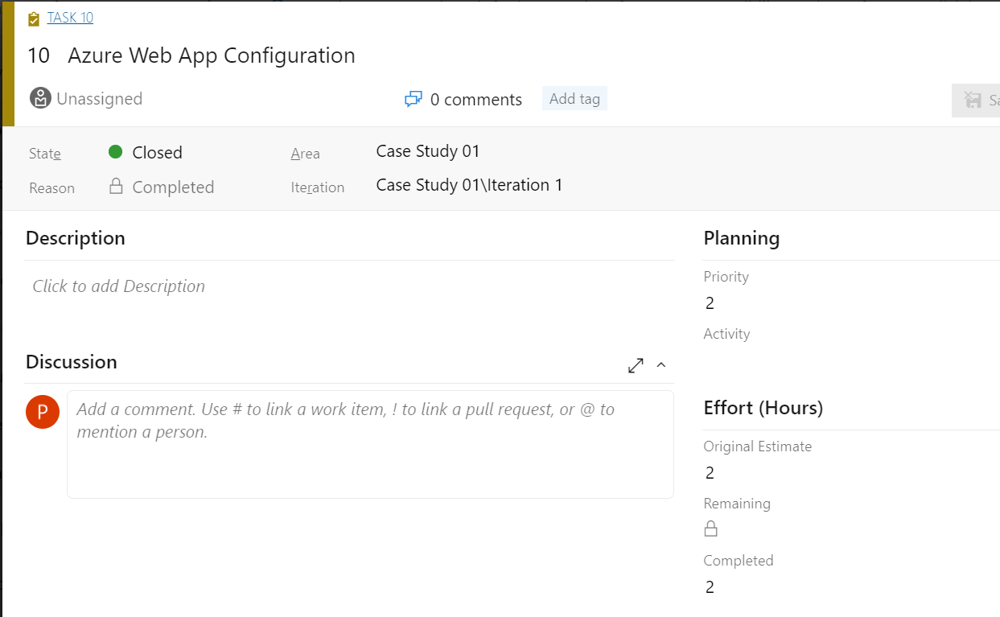 TASK 10
10 Azure Web App Configuration
Unassigned
0 comments
Add tag
State
Closed
Area
Case Study 01
Reason
Completed
Iteration
Case Study 01\Iteration 1
Description
Click to add Description
Discussion
P
Add a comment. Use # to link a work item, ! to link a pull request, or @ to
mention a person.
Planning
Priority
2
Activity
Effort (Hours)
Original Estimate
2
Remaining
Completed
2